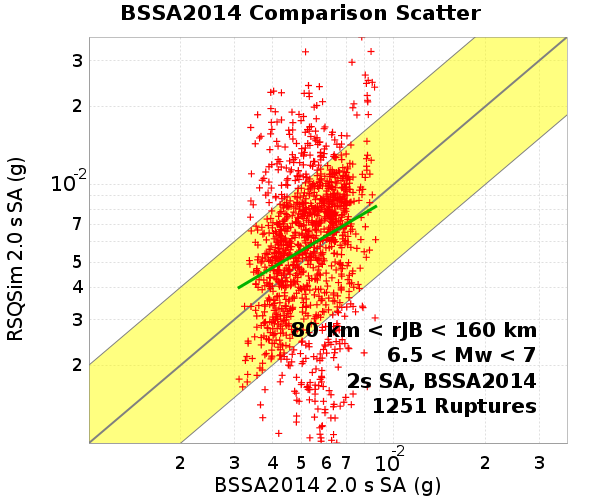 BSSA2014 Comparison Scatter
RSQSim 2.0 s SA (g)
3
2
10-2
7
5
4
3
2
80 km < rJB < 160 km
6.5 < Mw < 7
2s SA, BSSA2014
1251 Ruptures
2 3 4 5 6 7 10-2 2 3
BSSA2014 2.0 s SA (g)